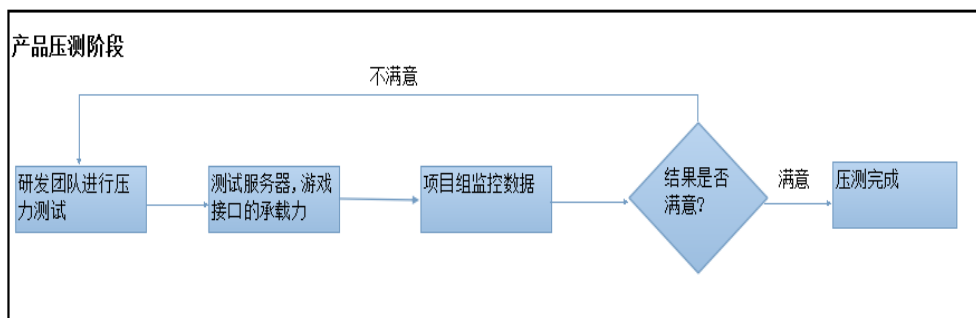 产品压测阶段
不满意
研发团队进行压
力测试
测试服务器,游戏
接口的承载力
项目组监控数据
结果是否
满意?
满意
压测完成